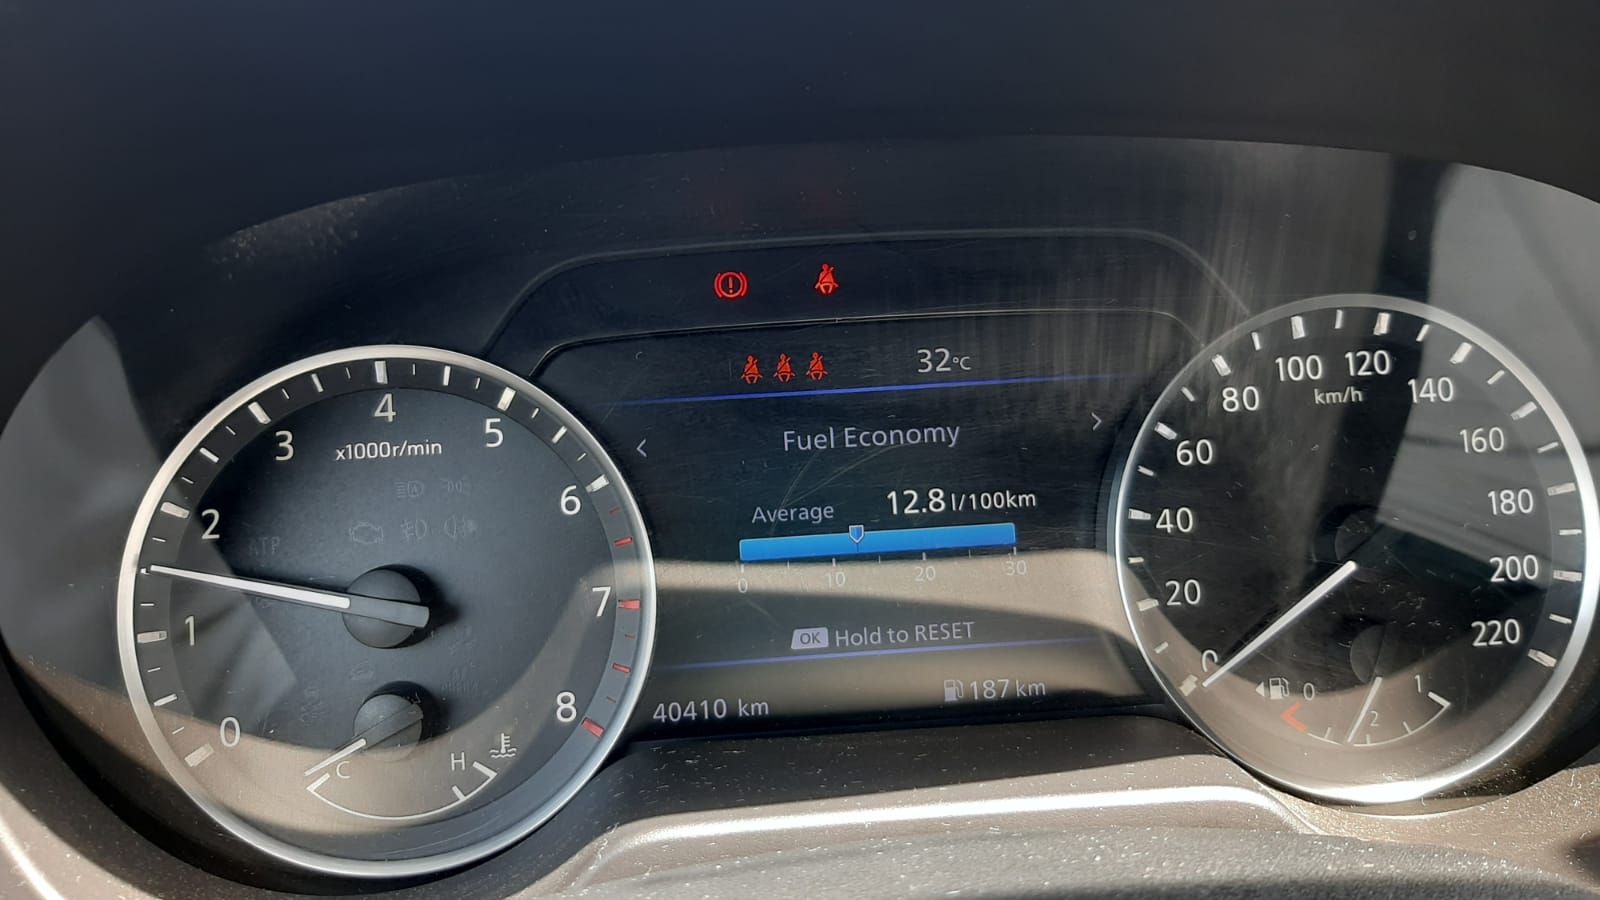 32°C
Fuel Economy
Average 12.8 l/100km
0 10 20 30
OK Hold to RESET
40410 km
187 km
0 1 2 3 4 5 6 7 8
x1000r/min
C H
0 20 40 60 80 100 120 140 160 180 200 220
km/h
0 1/2 1